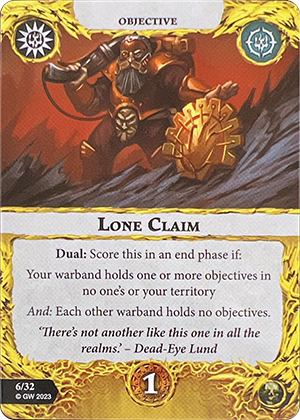 OBJECTIVE
LONE CLAIM
Dual: Score this in an end phase if:
Your warband holds one or more objectives in
no one's or your territory
And: Each other warband holds no objectives.
'There's not another like this one in all the
realms.' – Dead-Eye Lund
6/32
© GW 2023
1